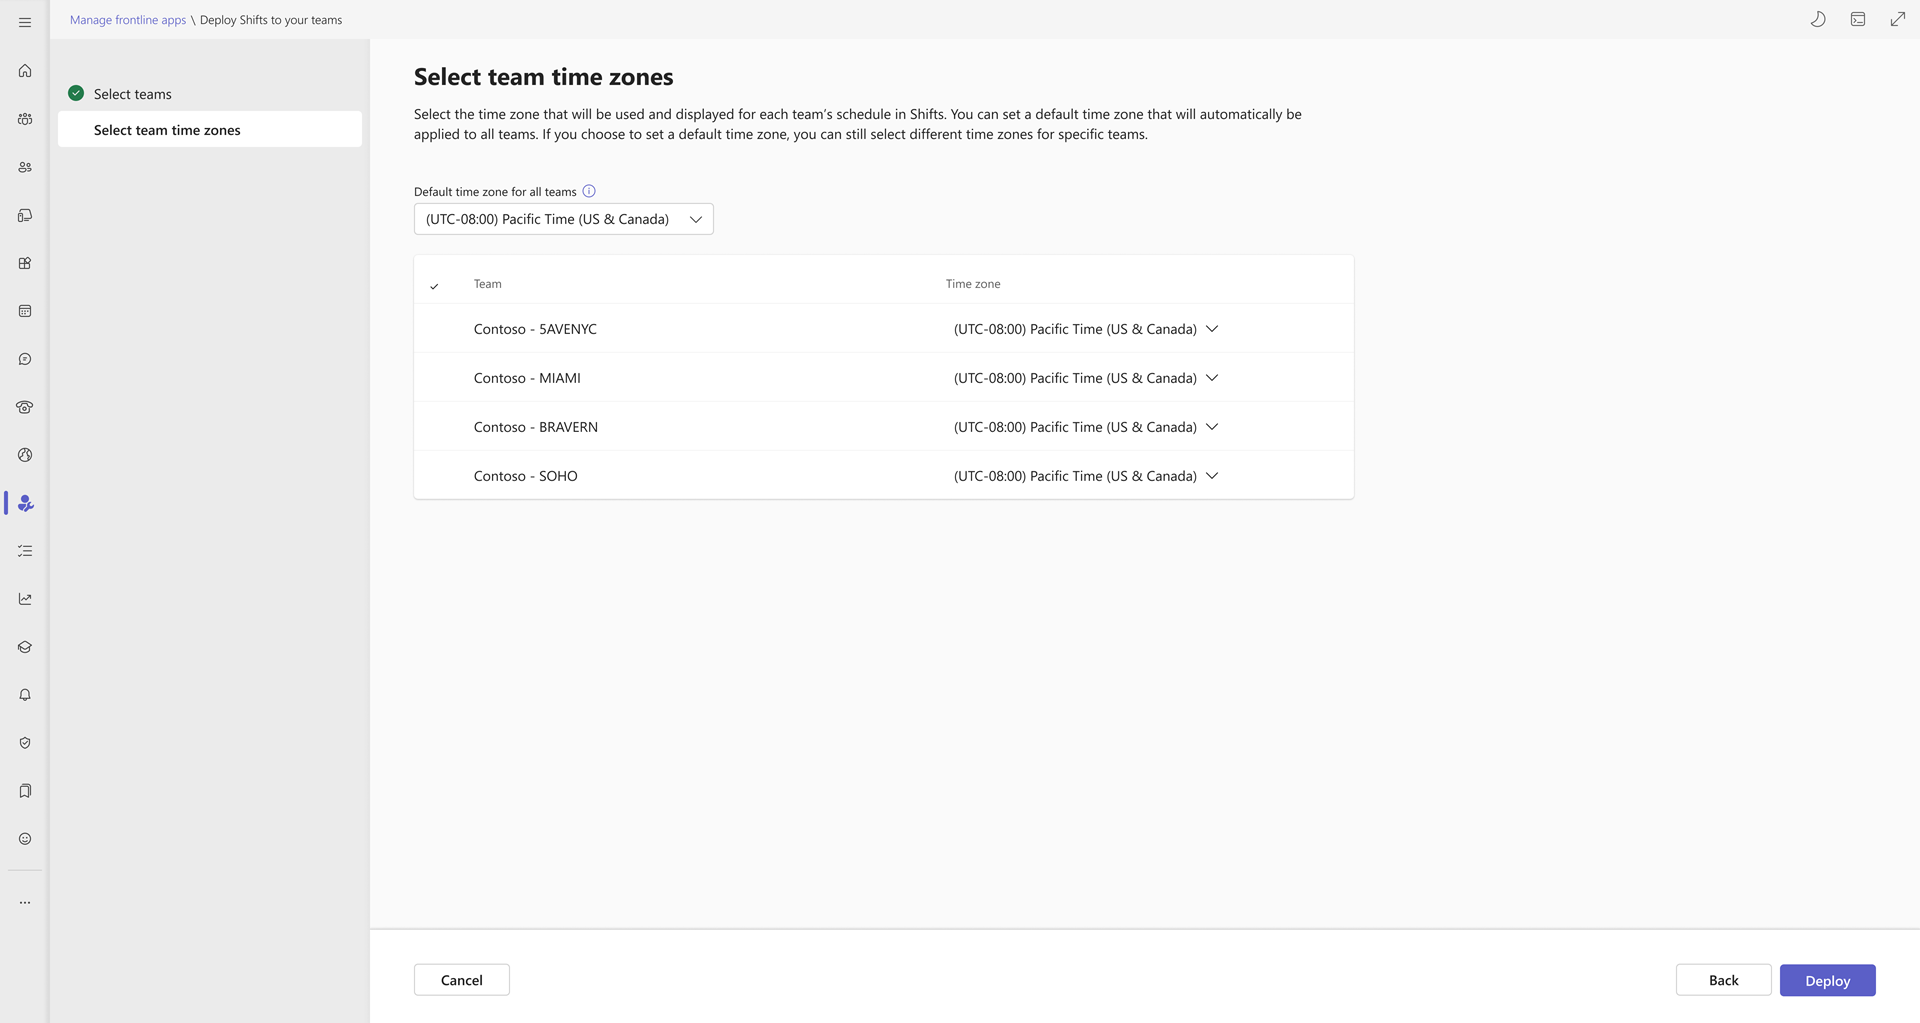 Manage frontline apps \ Deploy Shifts to your teams
Select teams
Select team time zones
Select team time zones
Select the time zone that will be used and displayed for each team’s schedule in Shifts. You can set a default time zone that will automatically be
applied to all teams. If you choose to set a default time zone, you can still select different time zones for specific teams.
Default time zone for all teams
(UTC-08:00) Pacific Time (US & Canada)
Team Time zone
Contoso - 5AVENYC (UTC-08:00) Pacific Time (US & Canada)
Contoso - MIAMI (UTC-08:00) Pacific Time (US & Canada)
Contoso - BRAVERN (UTC-08:00) Pacific Time (US & Canada)
Contoso - SOHO (UTC-08:00) Pacific Time (US & Canada)
Cancel Back Deploy